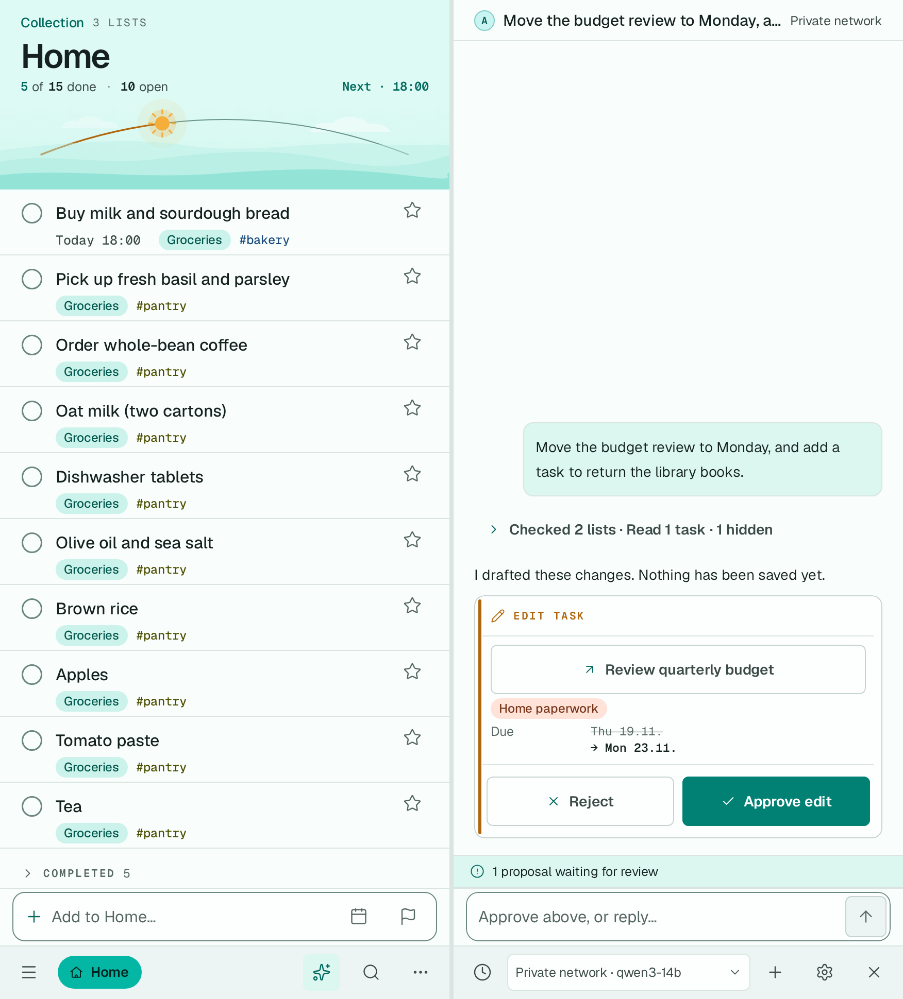 Collection 3 LISTS
Home
5 of 15 done · 10 open
Next · 18:00
Buy milk and sourdough bread
Today 18:00 Groceries #bakery
Pick up fresh basil and parsley
Groceries #pantry
Order whole-bean coffee
Groceries #pantry
Oat milk (two cartons)
Groceries #pantry
Dishwasher tablets
Groceries #pantry
Olive oil and sea salt
Groceries #pantry
Brown rice
Groceries #pantry
Apples
Groceries #pantry
Tomato paste
Groceries #pantry
Tea
Groceries #pantry
COMPLETED 5
Add to Home...
Home
A Move the budget review to Monday, a... Private network
Move the budget review to Monday, and add a
task to return the library books.
Checked 2 lists · Read 1 task · 1 hidden
I drafted these changes. Nothing has been saved yet.
EDIT TASK
Review quarterly budget
Home paperwork
Due Thu 19.11.
→ Mon 23.11.
Reject
Approve edit
1 proposal waiting for review
Approve above, or reply...
Private network · qwen3-14b